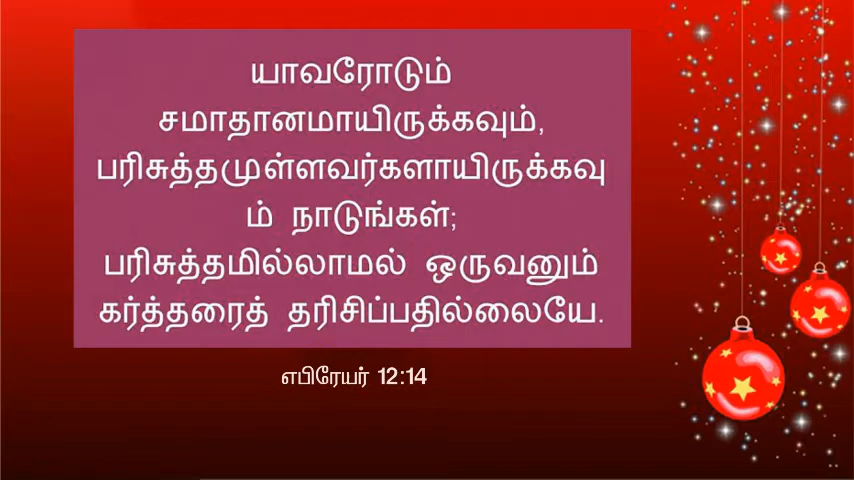 யாவரோடும்
சமாதானமாயிருக்கவும்,
பரிசுத்தமுள்ளவர்களாயிருக்கவு
ம் நாடுங்கள்;
பரிசுத்தமில்லாமல் ஒருவனும்
கர்த்தரைத் தரிசிப்பதில்லையே.
எபிரேயர் 12:14